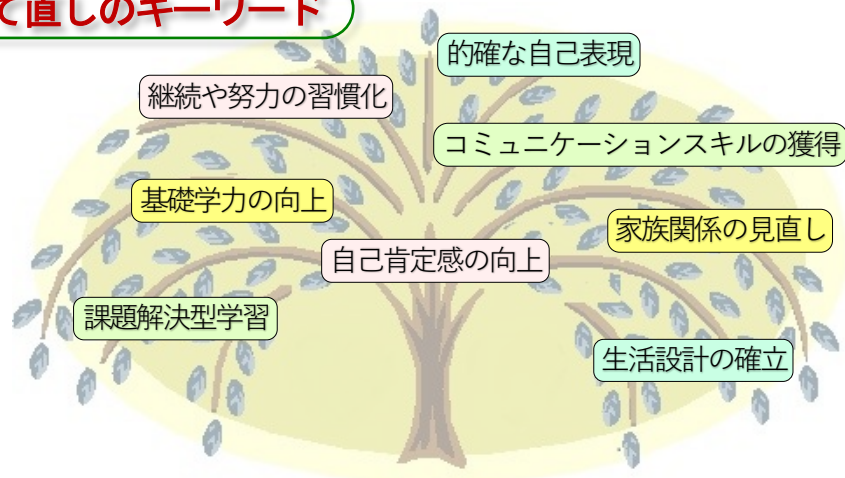 て直しのキーワード
的確な自己表現
継続や努力の習慣化
コミュニケーションスキルの獲得
基礎学力の向上
家族関係の見直し
自己肯定感の向上
課題解決型学習
生活設計の確立